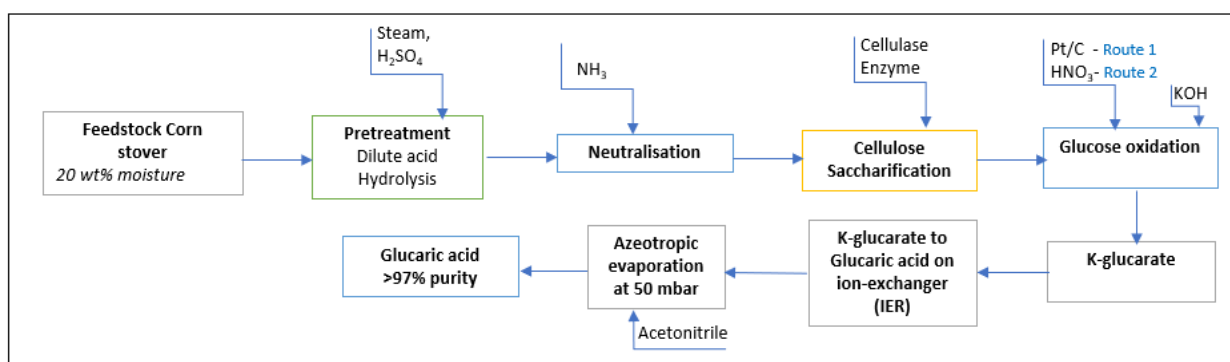 Steam,
H₂SO₄
NH₃
Cellulase
Enzyme
Pt/C - Route 1
HNO₃- Route 2
KOH
Feedstock Corn
stover
20 wt% moisture
Pretreatment
Dilute acid
Hydrolysis
Neutralisation
Cellulose
Saccharification
Glucose oxidation
Glucaric acid
>97% purity
Azeotropic
evaporation
at 50 mbar
K-glucarate to
Glucaric acid on
ion-exchanger
(IER)
K-glucarate
Acetonitrile